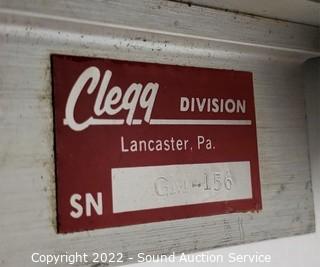 Clegg DIVISION
Lancaster, Pa.
SN GM-156
Copyright 2022 - Sound Auction Service